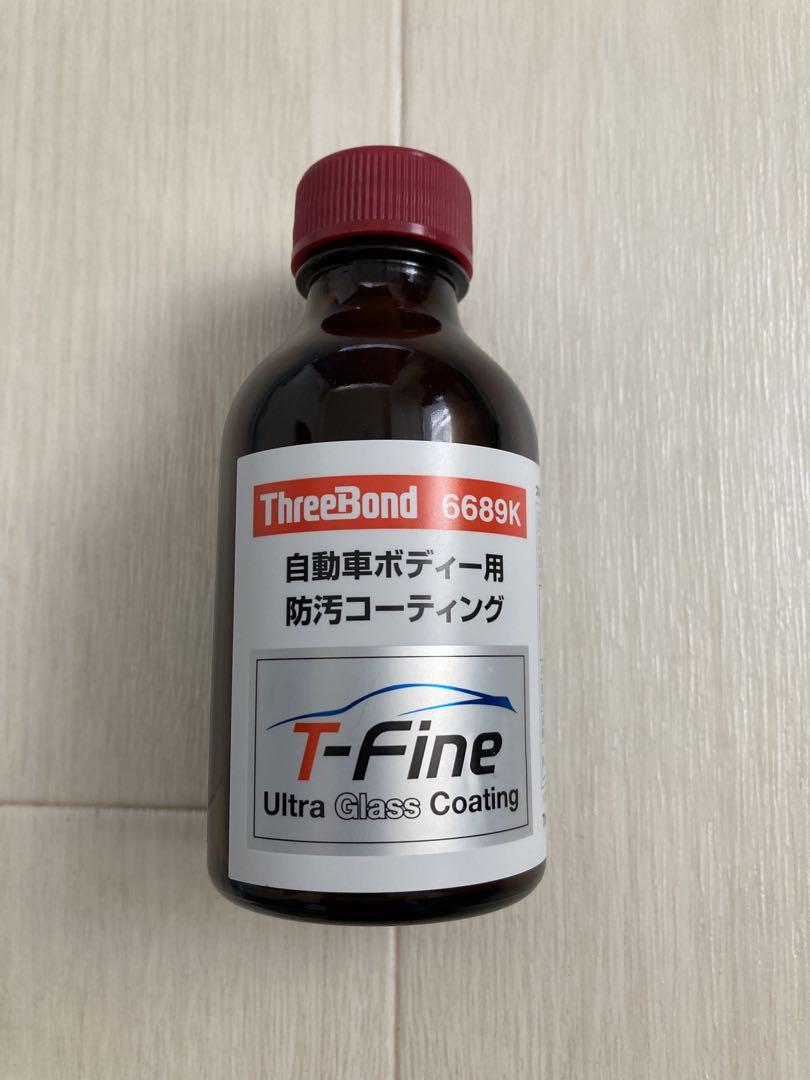 ThreeBond 6689K
自動車ボディー用
防汚コーティング
T-Fine
Ultra Glass Coating